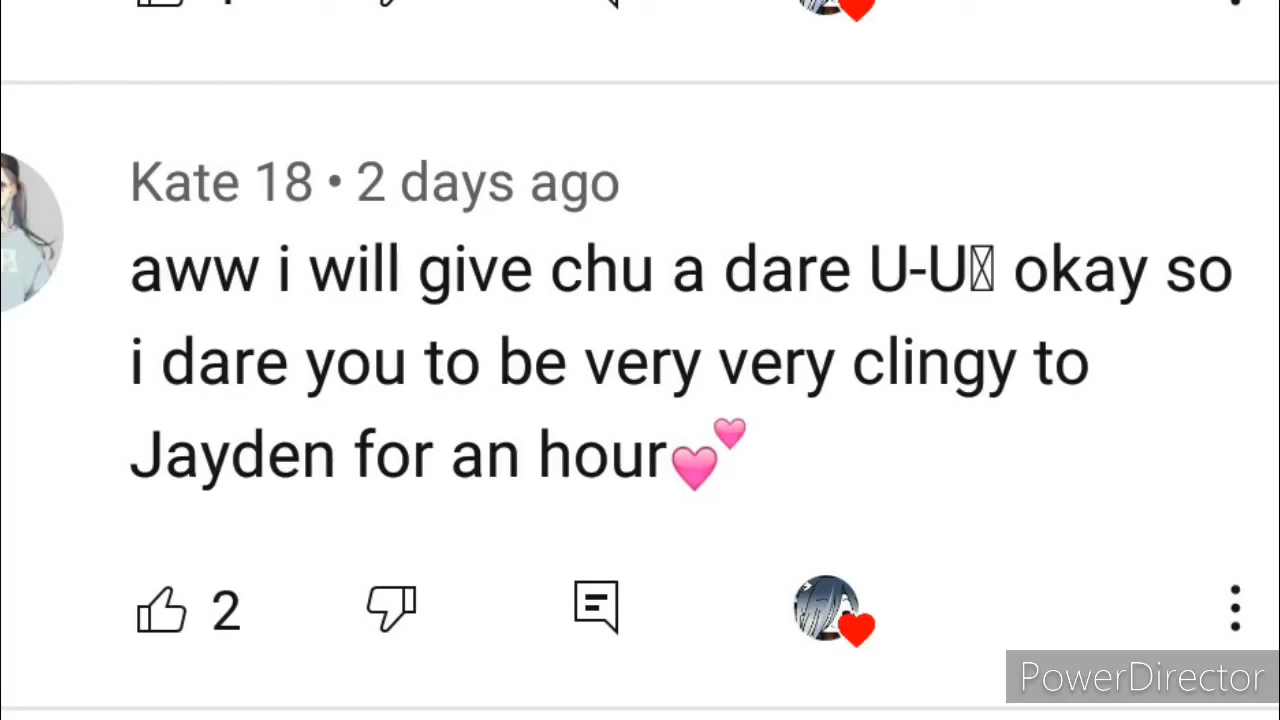 Kate 18 • 2 days ago
aww i will give chu a dare U-U okay so
i dare you to be very very clingy to
Jayden for an hour💕
2
PowerDirector